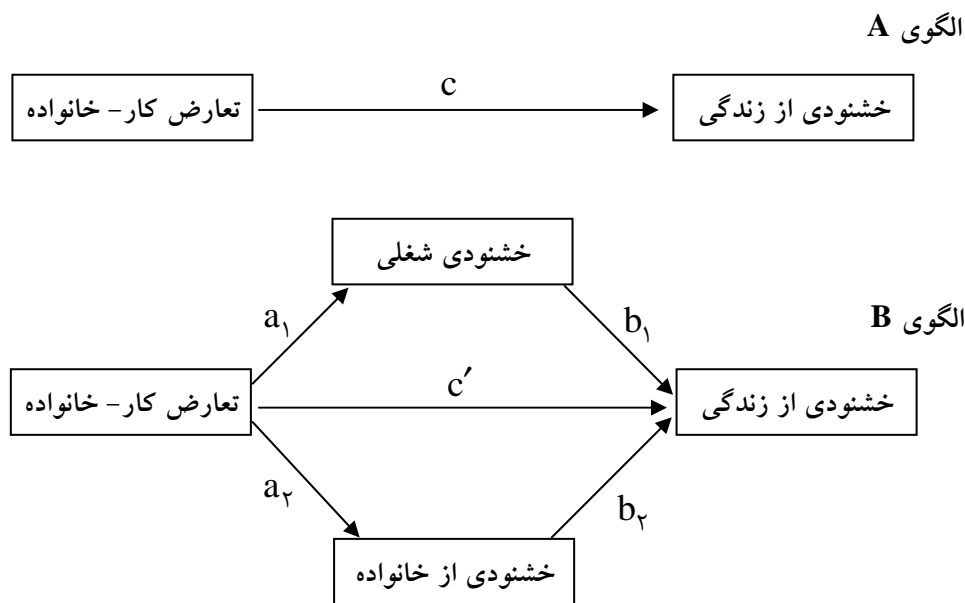 الگوی A
تعارض کار- خانواده
c
خشنودی از زندگی
خشنودی شغلی
الگوی B
a۱
b۱
تعارض کار- خانواده
c′
خشنودی از زندگی
a۲
b۲
خشنودی از خانواده